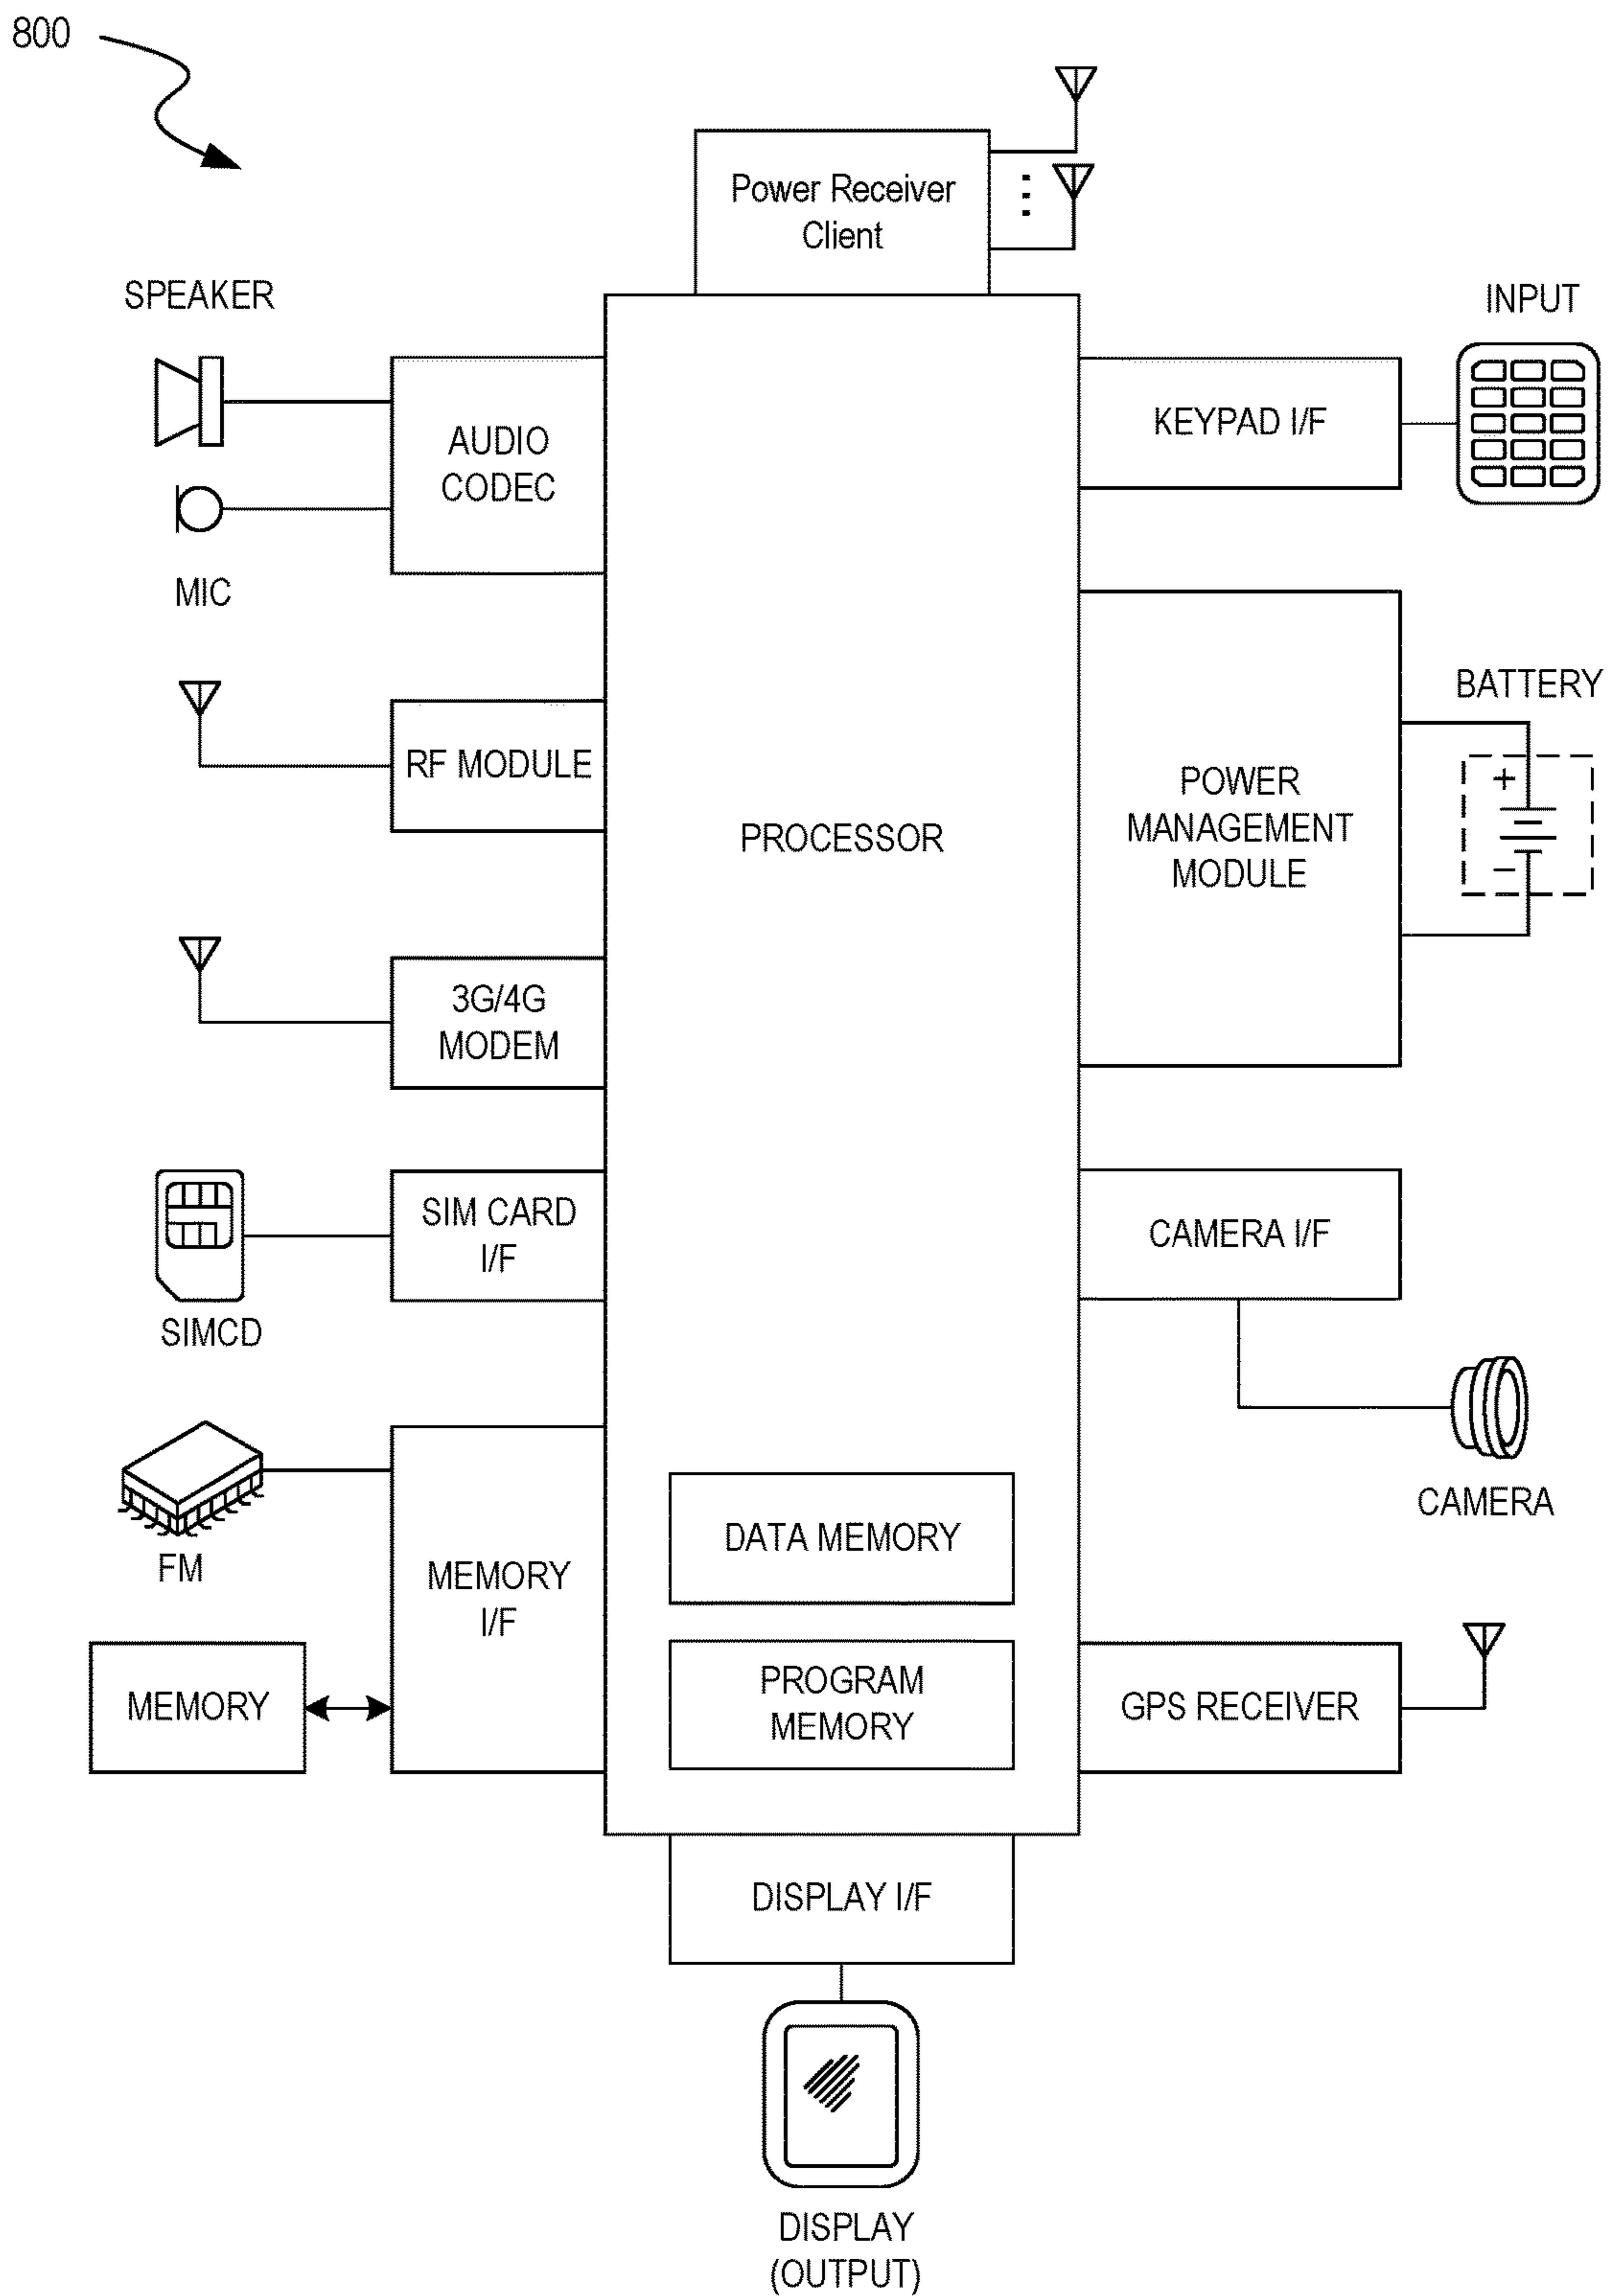 800
Power Receiver
Client
SPEAKER
INPUT
AUDIO
CODEC
KEYPAD I/F
MIC
BATTERY
RF MODULE
PROCESSOR
POWER
MANAGEMENT
MODULE
+
−
3G/4G
MODEM
SIM CARD
I/F
CAMERA I/F
SIMCD
CAMERA
FM
MEMORY
I/F
DATA MEMORY
MEMORY
PROGRAM
MEMORY
GPS RECEIVER
DISPLAY I/F
DISPLAY
(OUTPUT)